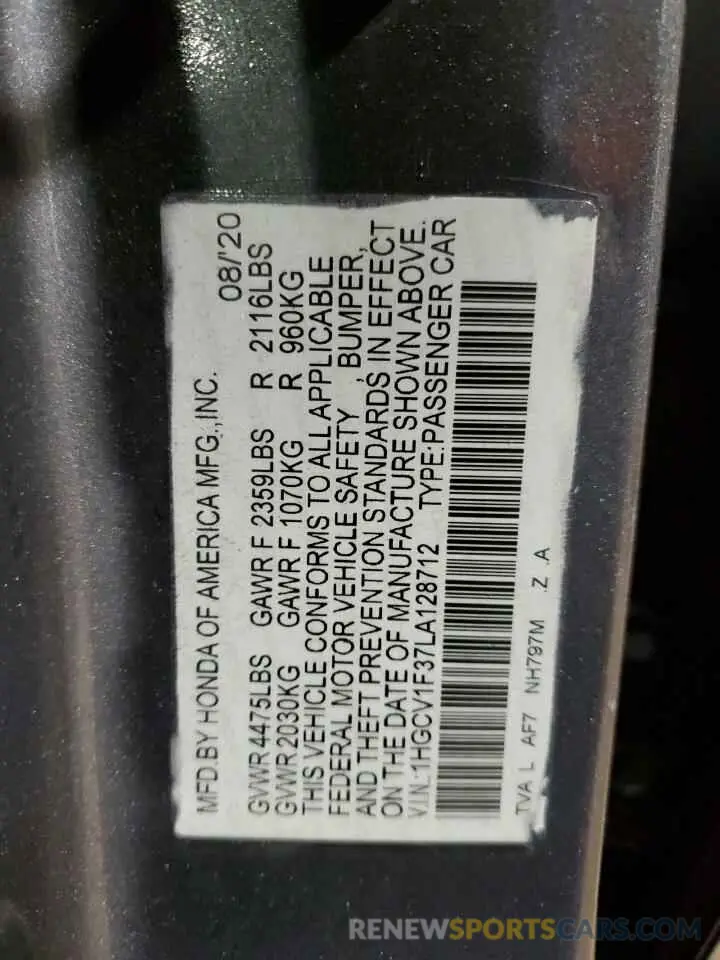 MFD.BY HONDA OF AMERICA MFG.,INC. 08/'20
GVWR 4475LBS GAWR F 2359LBS R 2116LBS
GVWR 2030KG GAWR F 1070KG R 960KG
THIS VEHICLE CONFORMS TO ALL APPLICABLE
FEDERAL MOTOR VEHICLE SAFETY , BUMPER,
AND THEFT PREVENTION STANDARDS IN EFFECT
ON THE DATE OF MANUFACTURE SHOWN ABOVE.
V.I.N.:1HGCV1F37LA128712 TYPE:PASSENGER CAR
TVA L AF7 NH797M Z A
RENEWSPORTSCARS.COM